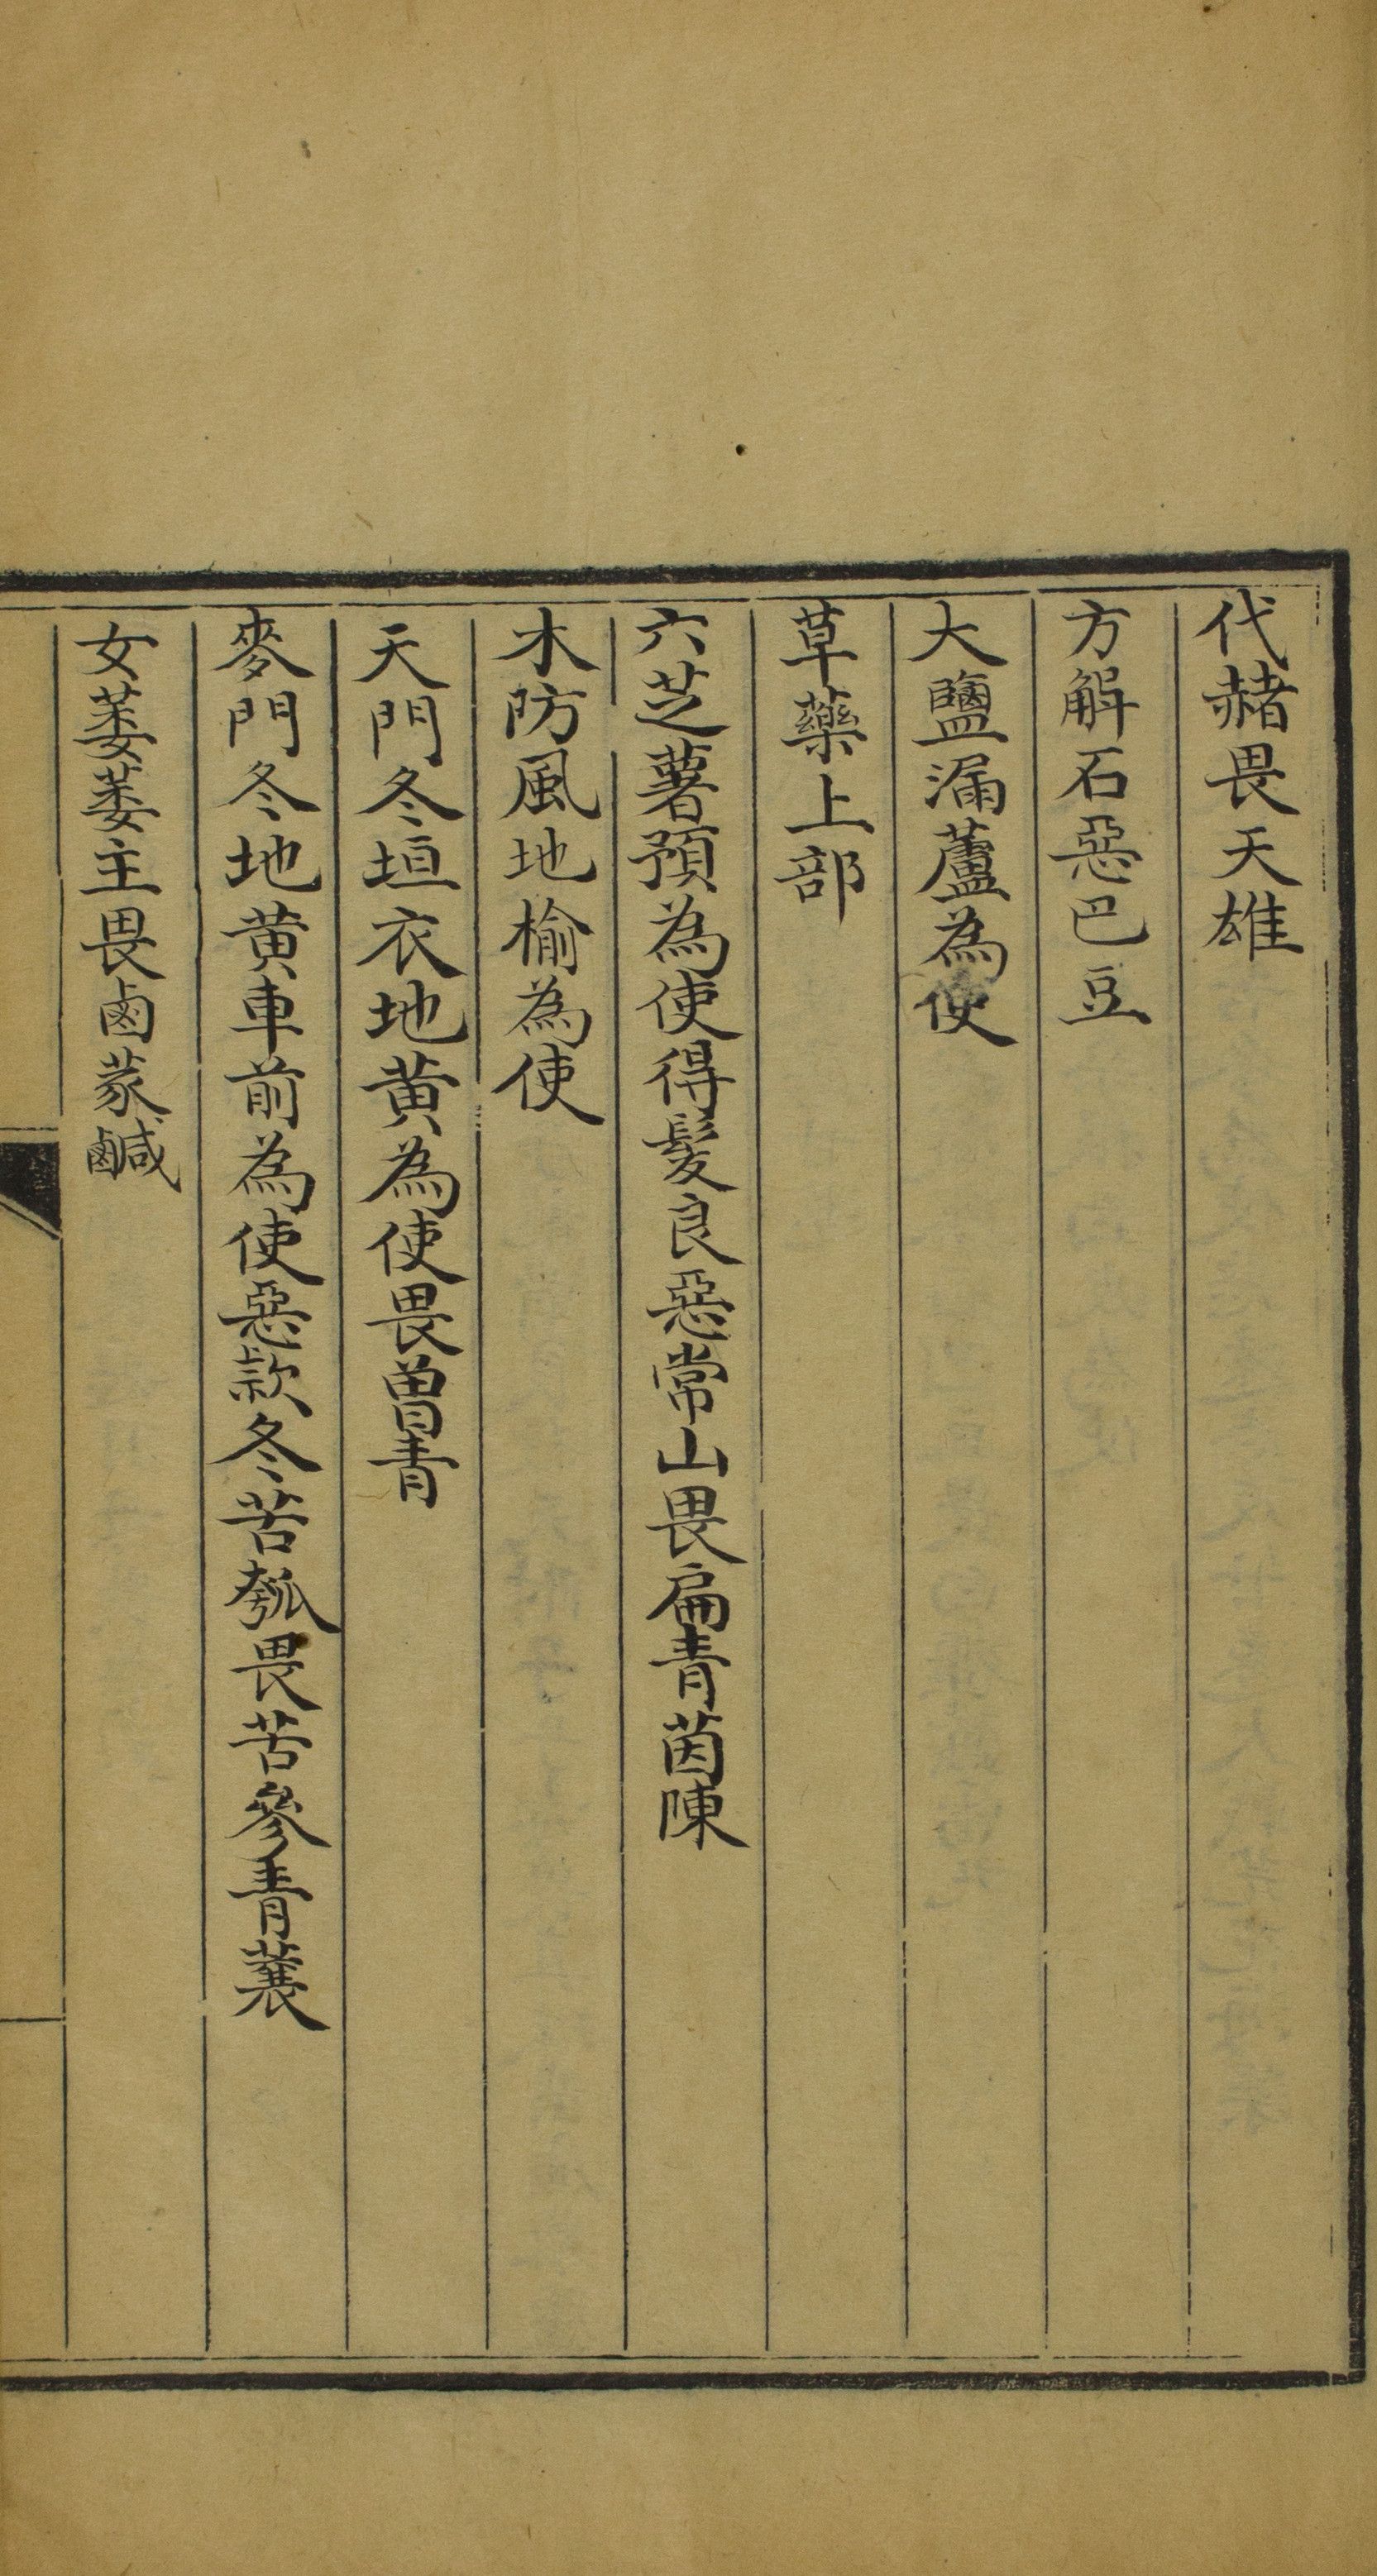 代赭畏天雄
方解石惡巴豆
大鹽漏蘆為使
草藥上部
六芝薯預為使得髮良惡常山畏扁青茵陳
木防風地榆為使
天門冬垣衣地黄為使畏曾青
麥門冬地黄車前為使惡款冬苦瓠畏苦參青蘘
女萎萎主畏鹵蒙鹹